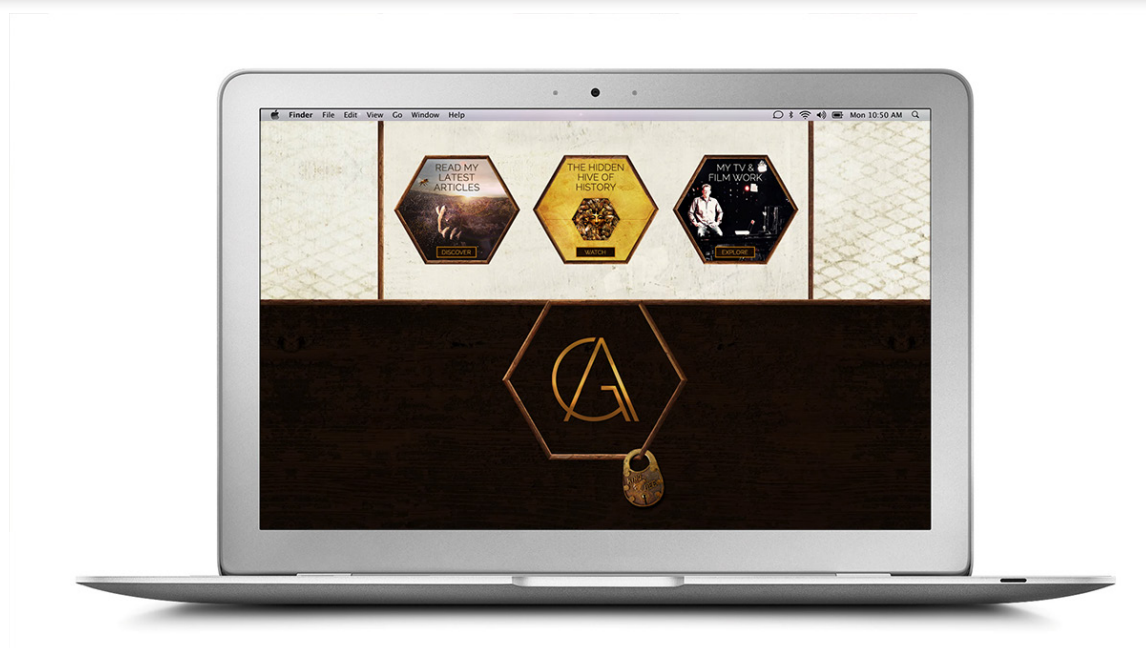 Finder File Edit View Go Window Help Mon 10:50 AM
READ MY
LATEST
ARTICLES
DISCOVER
THE HIDDEN
HIVE OF
HISTORY
WATCH
MY TV &
FILM WORK
EXPLORE
GA